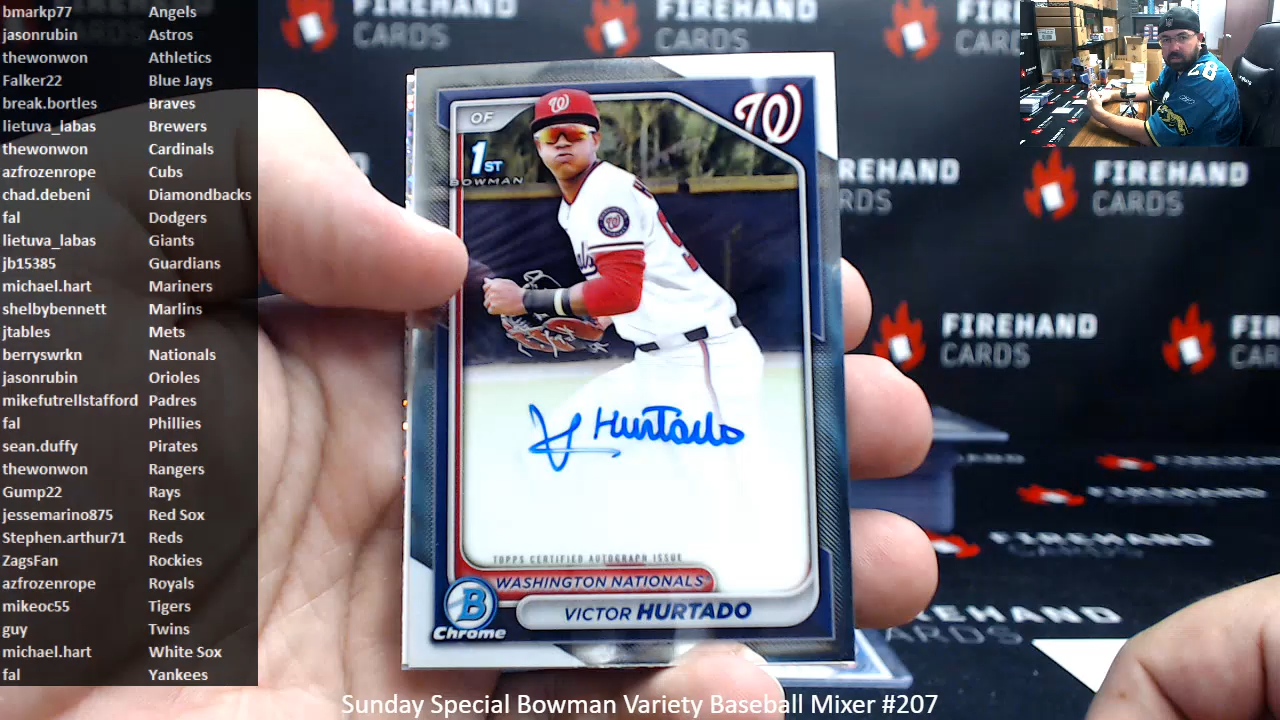 bmarkp77 Angels
jasonrubin Astros
thewonwon Athletics
Falker22 Blue Jays
break.bortles Braves
lietuva_labas Brewers
thewonwon Cardinals
azfrozenrope Cubs
chad.debeni Diamondbacks
fal Dodgers
lietuva_labas Giants
jb15385 Guardians
michael.hart Mariners
shelbybennett Marlins
jtables Mets
berryswrkn Nationals
jasonrubin Orioles
mikefutrellstafford Padres
fal Phillies
sean.duffy Pirates
thewonwon Rangers
Gump22 Rays
jessemarino875 Red Sox
Stephen.arthur71 Reds
ZagsFan Rockies
azfrozenrope Royals
mikeoc55 Tigers
guy Twins
michael.hart White Sox
fal Yankees
FIREHAND
CARDS
FIREHAND
CARDS
FIREHAND
CARDS
FIREHAND
CARDS
28
OF
1ST
BOWMAN
W
Hurtado
TOPPS CERTIFIED AUTOGRAPH ISSUE
WASHINGTON NATIONALS
VICTOR HURTADO
B
Chrome
Sunday Special Bowman Variety Baseball Mixer #207